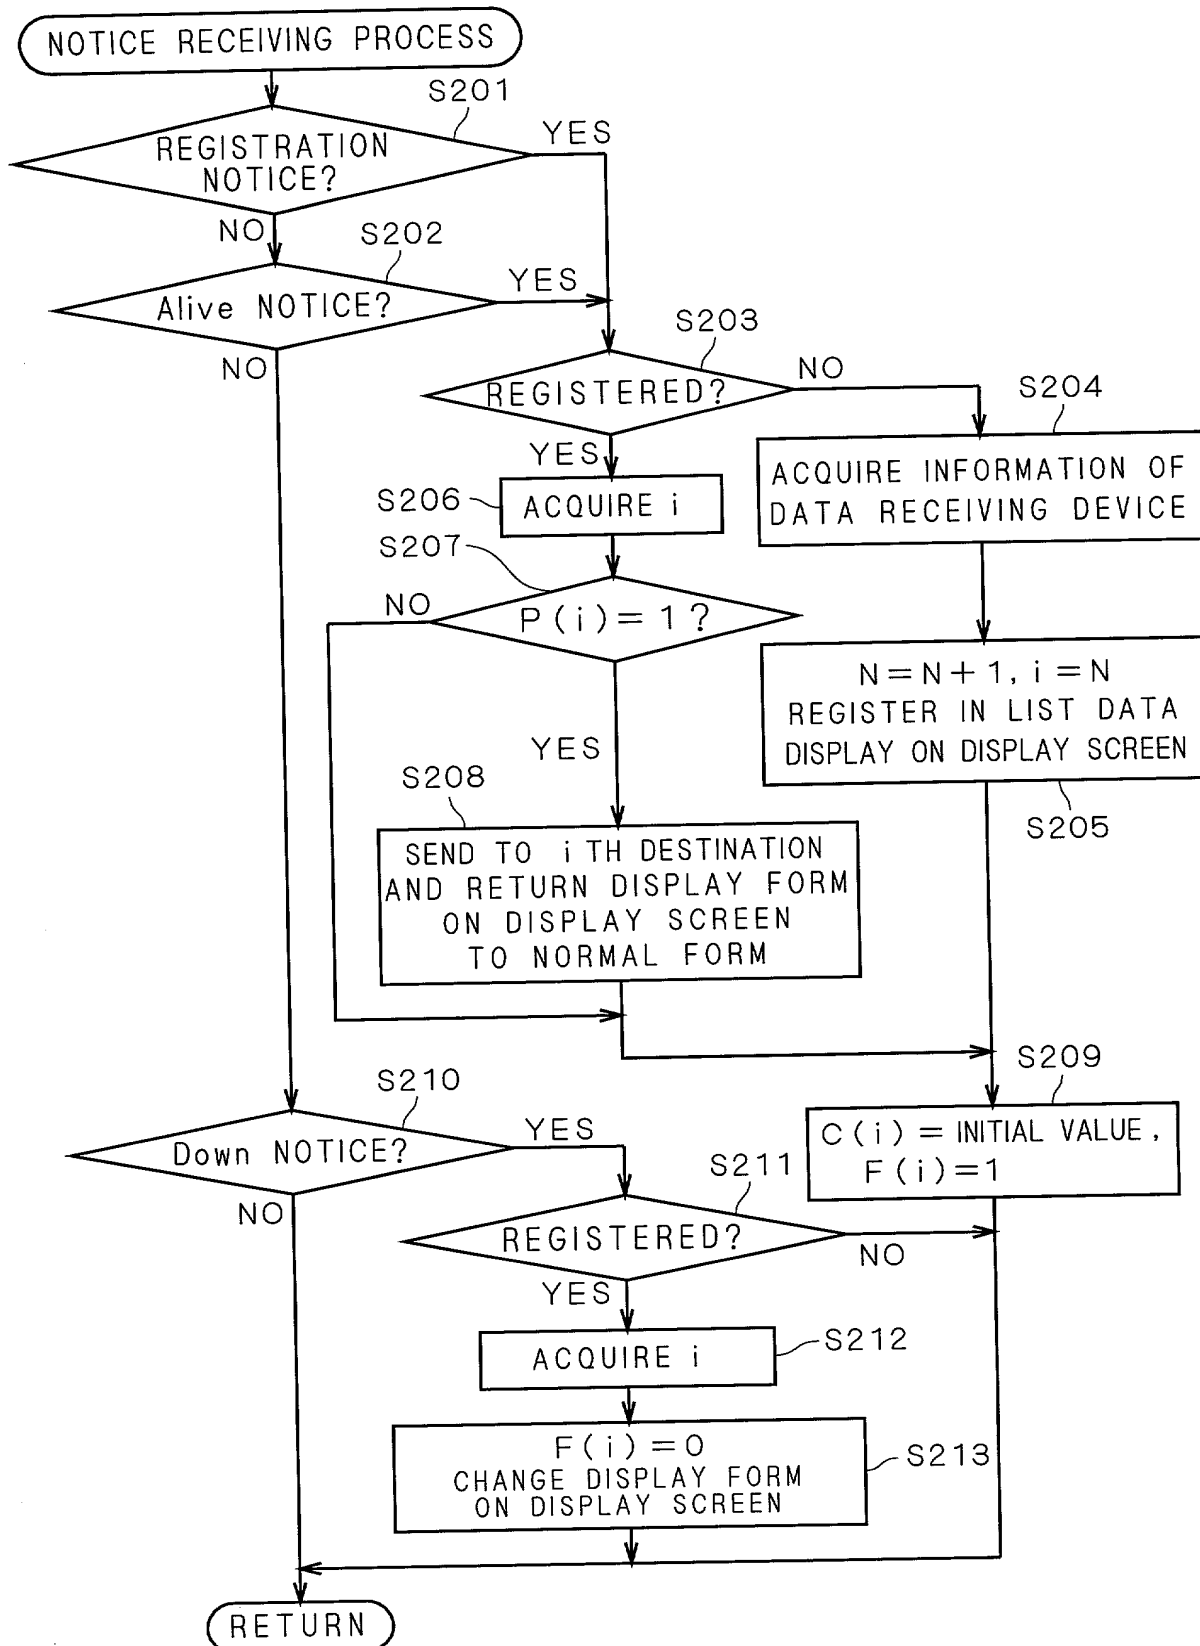 NOTICE RECEIVING PROCESS
S201
REGISTRATION
NOTICE?
YES
NO
S202
Alive NOTICE?
YES
NO
S203
REGISTERED?
NO
YES
S204
ACQUIRE INFORMATION OF
DATA RECEIVING DEVICE
S206
ACQUIRE i
S207
P(i)=1?
NO
YES
N=N+1, i=N
REGISTER IN LIST DATA
DISPLAY ON DISPLAY SCREEN
S205
S208
SEND TO i TH DESTINATION
AND RETURN DISPLAY FORM
ON DISPLAY SCREEN
TO NORMAL FORM
S209
C(i)=INITIAL VALUE,
F(i)=1
S210
Down NOTICE?
YES
NO
S211
REGISTERED?
NO
YES
S212
ACQUIRE i
S213
F(i)=0
CHANGE DISPLAY FORM
ON DISPLAY SCREEN
RETURN